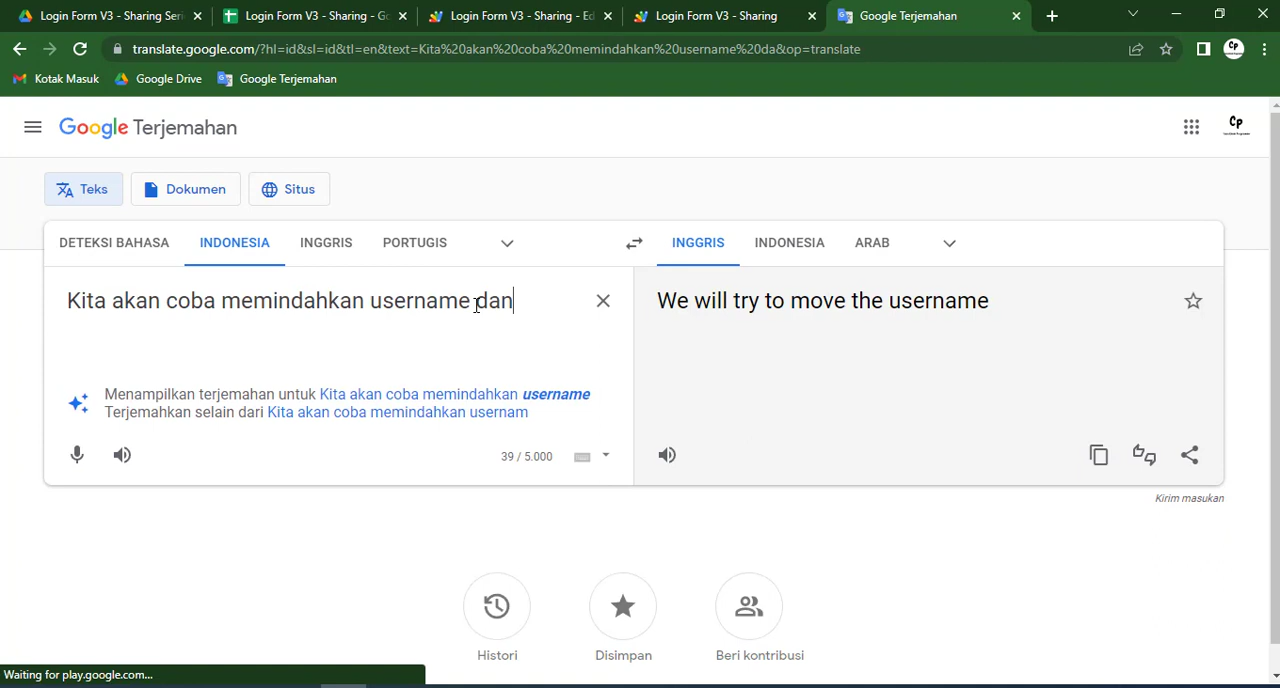 Login Form V3 - Sharing Seri
Login Form V3 - Sharing - Go
Login Form V3 - Sharing - Ed
Login Form V3 - Sharing
Google Terjemahan
translate.google.com/?hl=id&sl=id&tl=en&text=Kita%20akan%20coba%20memindahkan%20username%20da&op=translate
Cp
Kotak Masuk
Google Drive
Google Terjemahan
Google Terjemahan
Cp
Teks
Dokumen
Situs
DETEKSI BAHASA
INDONESIA
INGGRIS
PORTUGIS
INGGRIS
INDONESIA
ARAB
Kita akan coba memindahkan username dan
We will try to move the username
Menampilkan terjemahan untuk Kita akan coba memindahkan username
Terjemahkan selain dari Kita akan coba memindahkan usernam
39 / 5.000
Kirim masukan
Histori
Disimpan
Beri kontribusi
Waiting for play.google.com...